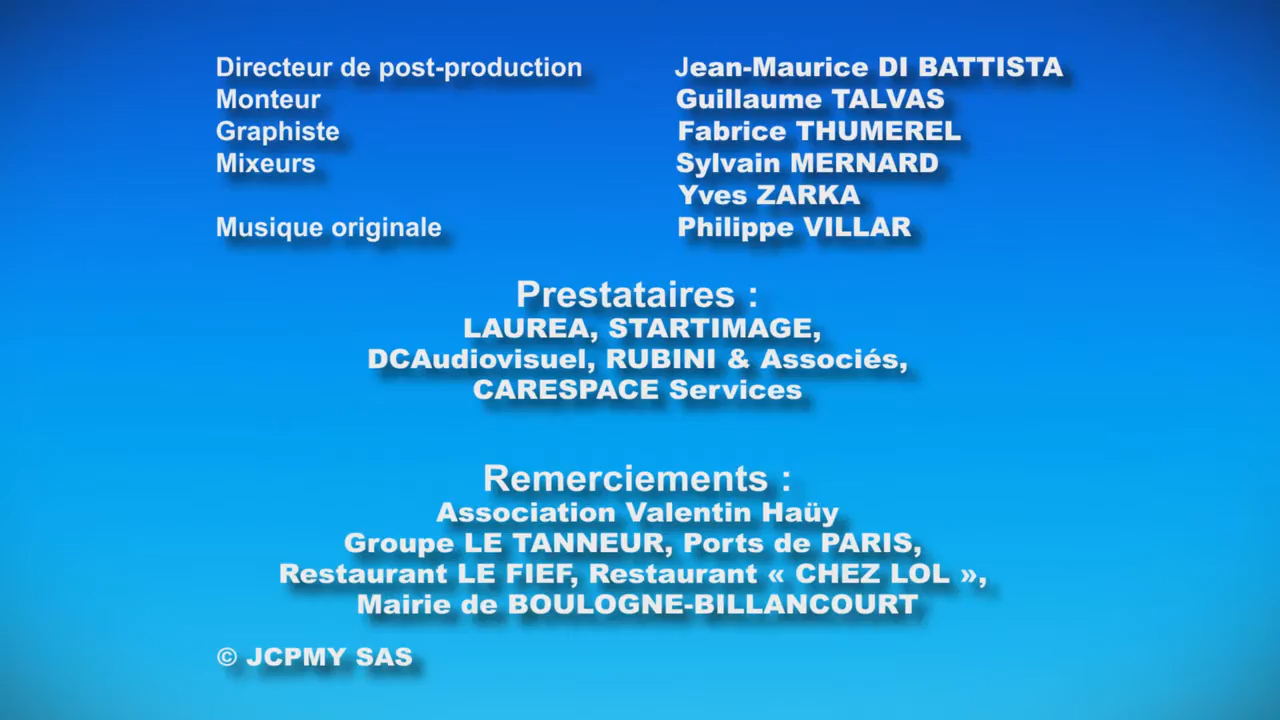 Directeur de post-production Jean-Maurice DI BATTISTA
Monteur Guillaume TALVAS
Graphiste Fabrice THUMEREL
Mixeurs Sylvain MERNARD
Yves ZARKA
Musique originale Philippe VILLAR
Prestataires :
LAUREA, STARTIMAGE,
DCAudiovisuel, RUBINI & Associés,
CARESPACE Services
Remerciements :
Association Valentin Haüy
Groupe LE TANNEUR, Ports de PARIS,
Restaurant LE FIEF, Restaurant « CHEZ LOL »,
Mairie de BOULOGNE-BILLANCOURT
© JCPMY SAS